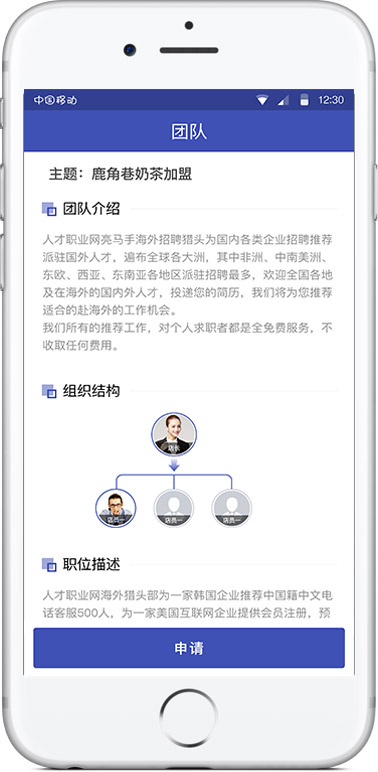 中国移动 12:30
团队
主题：鹿角巷奶茶加盟
团队介绍
人才职业网亮马手海外招聘猎头为国内各类企业招聘推荐
派驻国外人才，遍布全球各大洲，其中非洲、中南美洲、
东欧、西亚、东南亚各地区派驻招聘最多，欢迎全国各地
及在海外的国内外人才，投递您的简历，我们将为您推荐
适合的赴海外的工作机会。
我们所有的推荐工作，对个人求职者都是全免费服务，不
收取任何费用。
组织结构
店长
店员一 店员一 店员一
职位描述
人才职业网海外猎头部为一家韩国企业推荐中国籍中文电
话客服500人，为一家美国互联网企业提供会员注册，预
申请